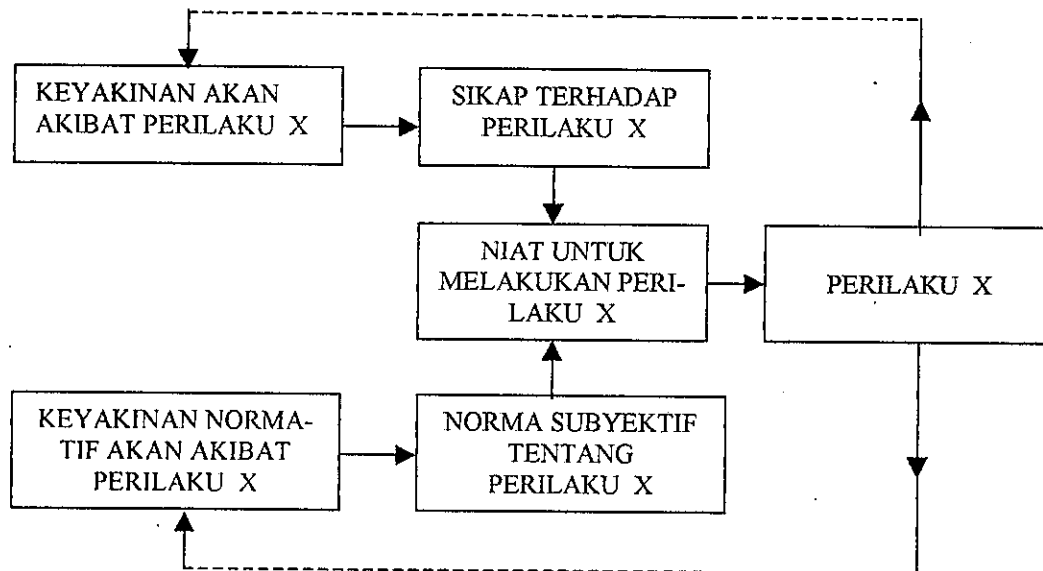 KEYAKINAN AKAN
AKIBAT PERILAKU X
SIKAP TERHADAP
PERILAKU X
NIAT UNTUK
MELAKUKAN PERI-
LAKU X
PERILAKU X
KEYAKINAN NORMA-
TIF AKAN AKIBAT
PERILAKU X
NORMA SUBYEKTIF
TENTANG
PERILAKU X